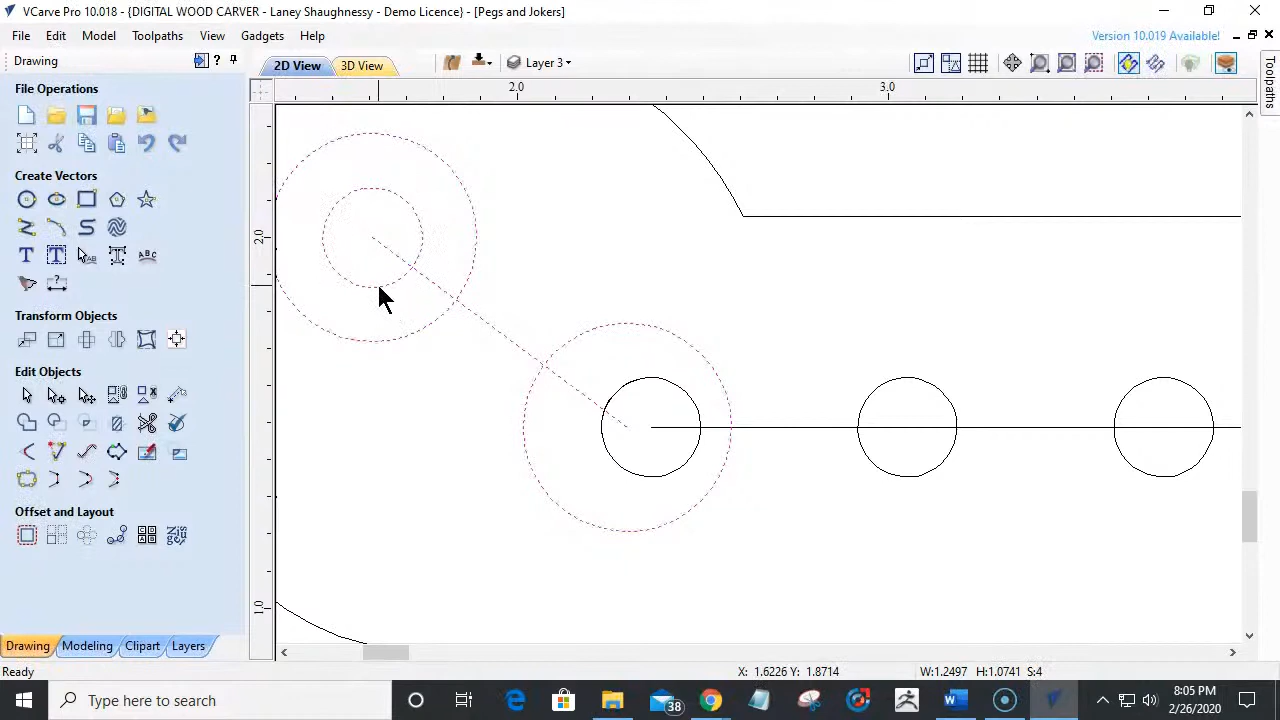 VCarve Pro 10.018 - {DIGITAL WOOD CARVER - Laney Shaughnessy - Demo Licence} - [Pegs and Jokers]
File Edit Model Toolpaths View Gadgets Help
Version 10.019 Available!
Drawing
2D View 3D View
Layer 3
Toolpaths
2.0 3.0
File Operations
Create Vectors
2.0
Transform Objects
Edit Objects
Offset and Layout
1.0
Drawing Modeling Clipart Layers
Ready
X: 1.6226 Y: 1.8714
W:1.2497 H:1.0741 S:4
Type here to search
38
8:05 PM
2/26/2020